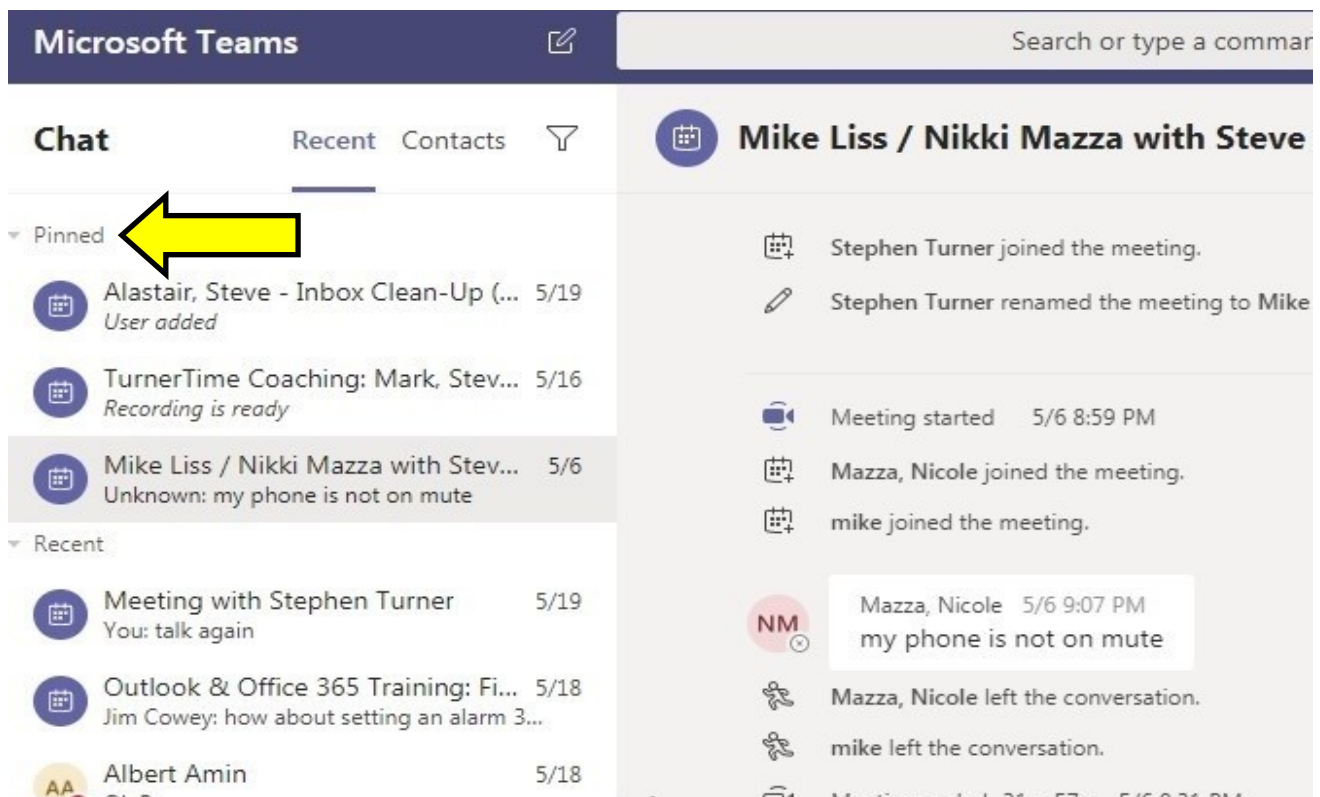 Microsoft Teams
Search or type a comman
Chat
Recent
Contacts
Mike Liss / Nikki Mazza with Steve
Pinned
Alastair, Steve - Inbox Clean-Up (... 5/19
User added
TurnerTime Coaching: Mark, Stev... 5/16
Recording is ready
Mike Liss / Nikki Mazza with Stev... 5/6
Unknown: my phone is not on mute
Recent
Meeting with Stephen Turner 5/19
You: talk again
Outlook & Office 365 Training: Fi... 5/18
Jim Cowey: how about setting an alarm 3...
AA
Albert Amin 5/18
Stephen Turner joined the meeting.
Stephen Turner renamed the meeting to Mike
Meeting started 5/6 8:59 PM
Mazza, Nicole joined the meeting.
mike joined the meeting.
NM
Mazza, Nicole 5/6 9:07 PM
my phone is not on mute
Mazza, Nicole left the conversation.
mike left the conversation.